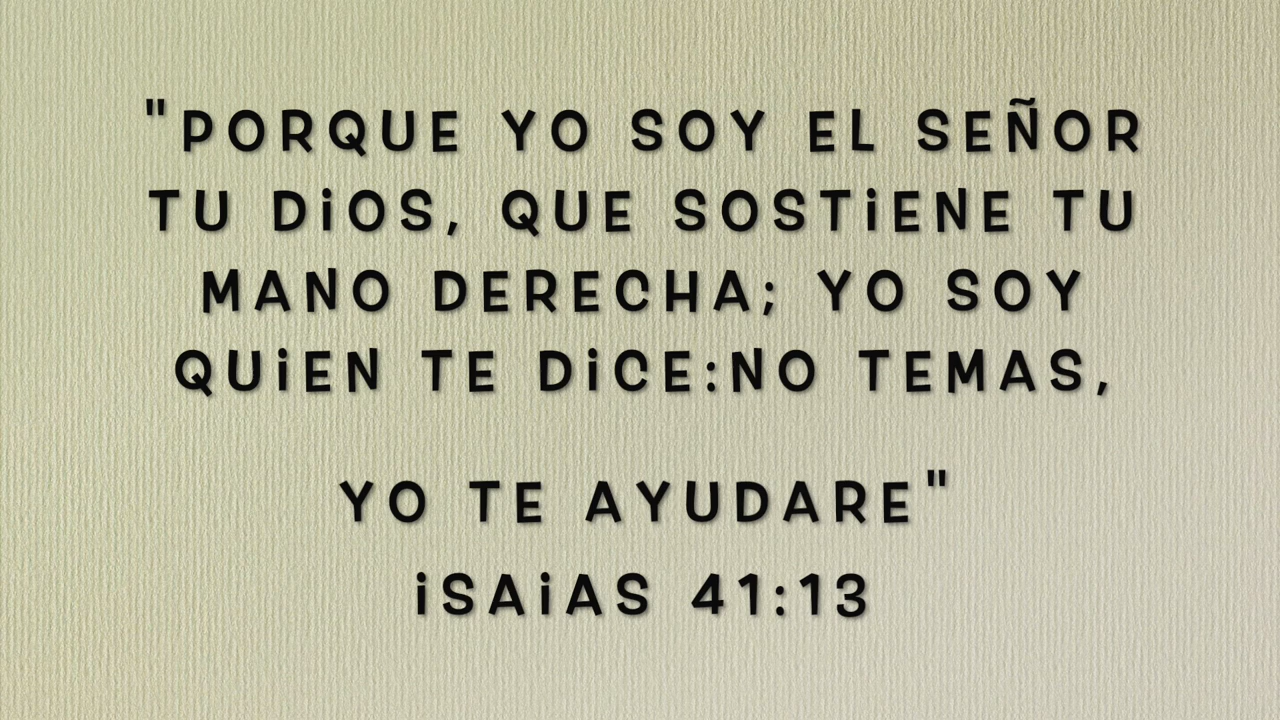 "PORQUE YO SOY EL SEÑOR
TU DiOS, QUE SOSTiENE TU
MANO DERECHA; YO SOY
QUiEN TE DiCE:NO TEMAS,
YO TE AYUDARE"
iSAiAS 41:13